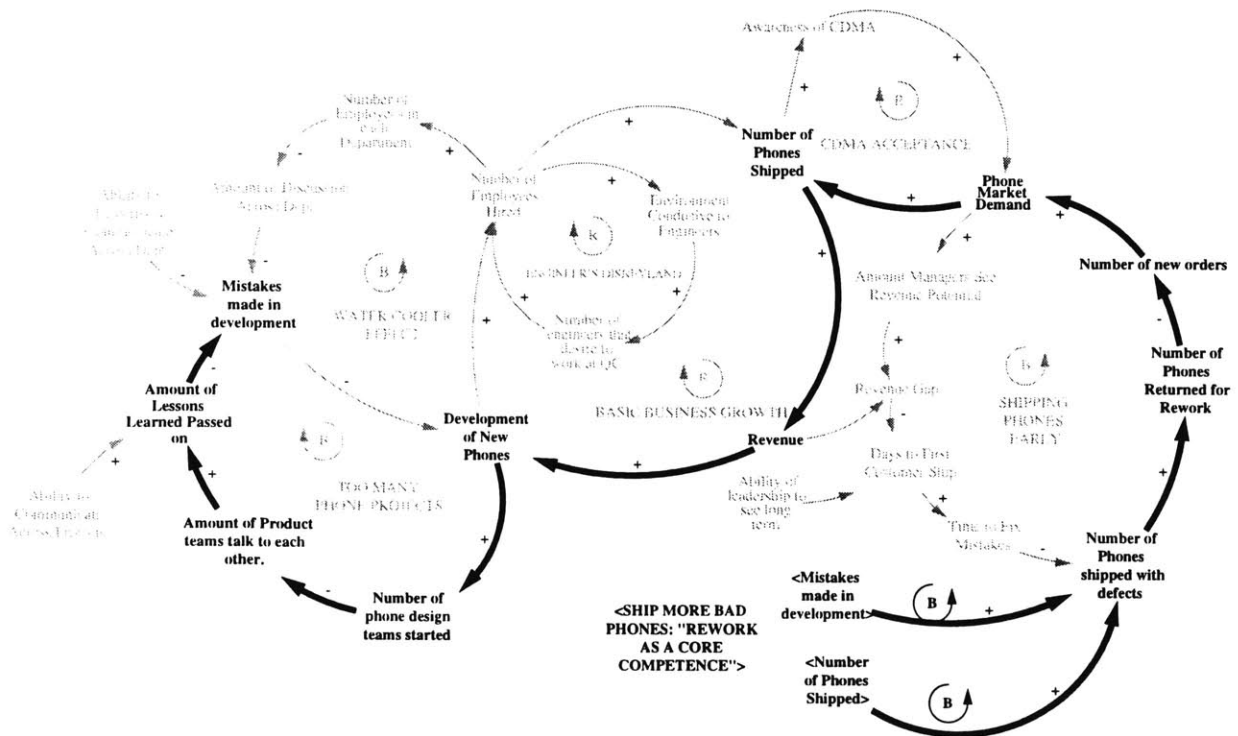 Awareness of CDMA
+
+
R
CDMA ACCEPTANCE
Number of
Employees in
each
Department
-
+
+
Number of
Phones
Shipped
Phone
Market
Demand
+
+
+
+
Number of new orders
Amount of Discussion
Across Dep
Number of
Employees
Hired
+
Environment
Conducive to
Engineers
R
ENGINEER'S DISNEYLAND
+
+
Number of
engineers that
desire to
work at QC
-
-
Mistakes
made in
development
B
WATER COOLER
EFFECT
+
Amount Managers see
Revenue Potential
+
-
Number of
Phones
Returned for
Rework
Revenue Gap
B
SHIPPING
PHONES
EARLY
R
BASIC BUSINESS GROWTH
-
Amount of
Lessons
Learned Passed
on
-
R
TOO MANY
PHONE PROJECTS
Development
of New
Phones
+
Revenue
-
Days to First
Customer Ship
+
Ability to
Communicate
+
+
Ability of
leadership to
see long
term
+
Time to Fix
Mistakes
-
Amount of Product
teams talk to each
other.
+
-
Number of
phone design
teams started
Number of
Phones
shipped with
defects
<SHIP MORE BAD
PHONES: "REWORK
AS A CORE
COMPETENCE">
<Mistakes
made in
development>
B
+
<Number
of Phones
Shipped>
B
+